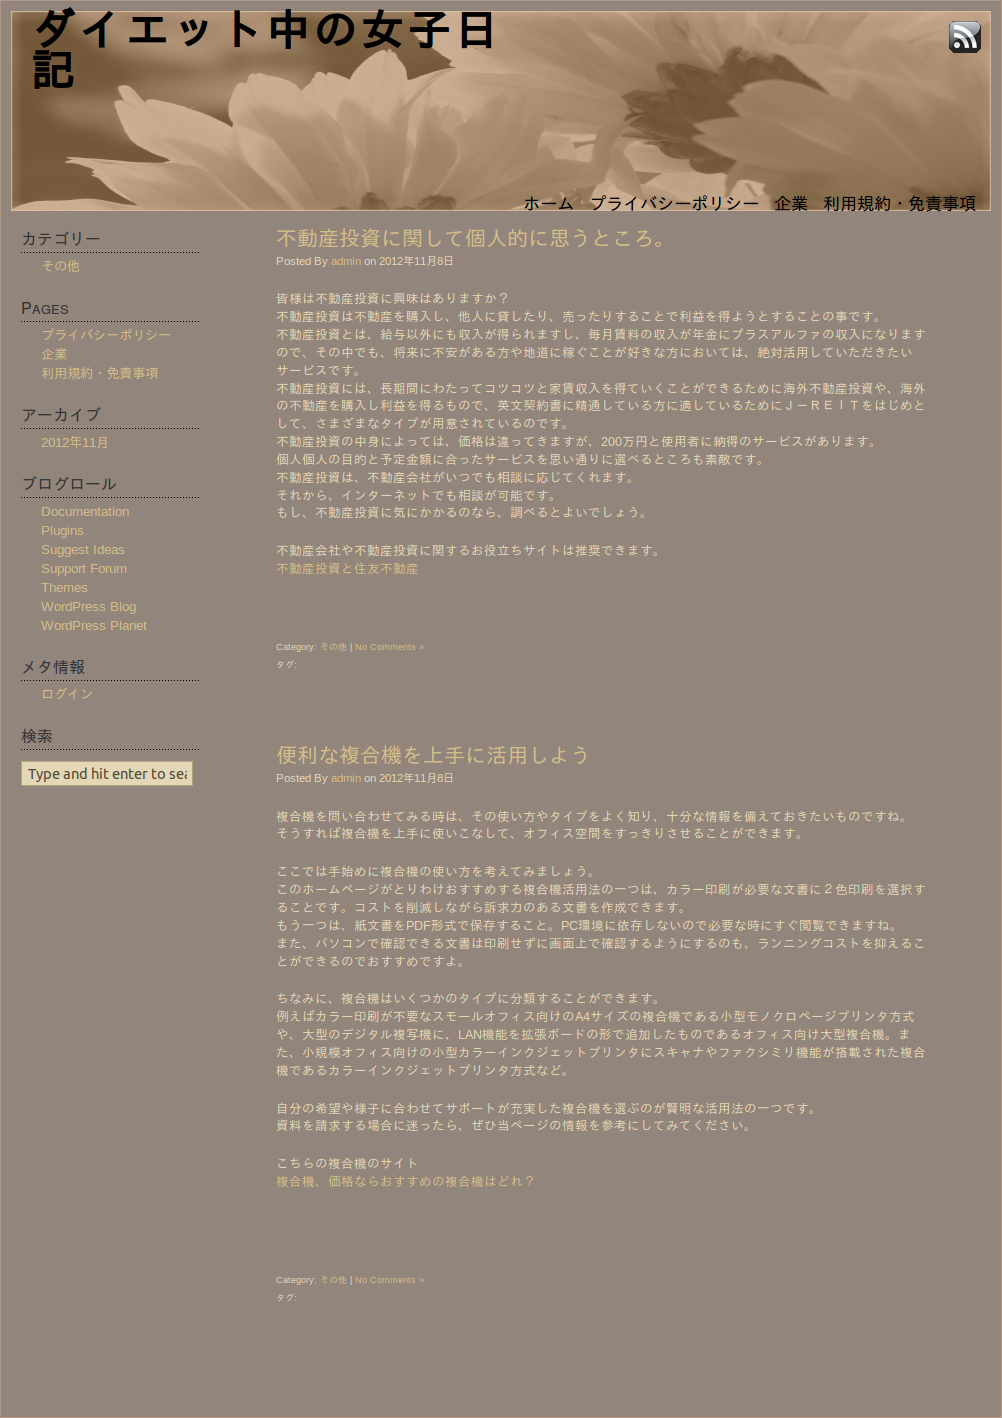 ダイエット中の女子日
記
ホーム プライバシーポリシー 企業 利用規約・免責事項
カテゴリー
その他
PAGES
プライバシーポリシー
企業
利用規約・免責事項
アーカイブ
2012年11月
ブログロール
Documentation
Plugins
Suggest Ideas
Support Forum
Themes
WordPress Blog
WordPress Planet
メタ情報
ログイン
検索
Type and hit enter to sea
不動産投資に関して個人的に思うところ。
Posted By admin on 2012年11月8日
皆様は不動産投資に興味はありますか？
不動産投資は不動産を購入し、他人に貸したり、売ったりすることで利益を得ようとすることの事です。
不動産投資とは、給与以外にも収入が得られますし、毎月賃料の収入が年金にプラスアルファの収入になります
ので、その中でも、将来に不安がある方や地道に稼ぐことが好きな方においては、絶対活用していただきたい
サービスです。
不動産投資には、長期間にわたってコツコツと家賃収入を得ていくことができるために海外不動産投資や、海外
の不動産を購入し利益を得るもので、英文契約書に精通している方に適しているためにＪ－ＲＥＩＴをはじめと
して、さまざまなタイプが用意されているのです。
不動産投資の中身によっては、価格は違ってきますが、200万円と使用者に納得のサービスがあります。
個人個人の目的と予定金額に合ったサービスを思い通りに選べるところも素敵です。
不動産投資は、不動産会社がいつでも相談に応じてくれます。
それから、インターネットでも相談が可能です。
もし、不動産投資に気にかかるのなら、調べるとよいでしょう。
不動産会社や不動産投資に関するお役立ちサイトは推奨できます。
不動産投資と住友不動産
Category: その他 | No Comments »
タグ:
便利な複合機を上手に活用しよう
Posted By admin on 2012年11月8日
複合機を問い合わせてみる時は、その使い方やタイプをよく知り、十分な情報を備えておきたいものですね。
そうすれば複合機を上手に使いこなして、オフィス空間をすっきりさせることができます。
ここでは手始めに複合機の使い方を考えてみましょう。
このホームページがとりわけおすすめする複合機活用法の一つは、カラー印刷が必要な文書に２色印刷を選択す
ることです。コストを削減しながら訴求力のある文書を作成できます。
もう一つは、紙文書をPDF形式で保存すること。PC環境に依存しないので必要な時にすぐ閲覧できますね。
また、パソコンで確認できる文書は印刷せずに画面上で確認するようにするのも、ランニングコストを抑えるこ
とができるのでおすすめですよ。
ちなみに、複合機はいくつかのタイプに分類することができます。
例えばカラー印刷が不要なスモールオフィス向けのA4サイズの複合機である小型モノクロページプリンタ方式
や、大型のデジタル複写機に、LAN機能を拡張ボードの形で追加したものであるオフィス向け大型複合機。ま
た、小規模オフィス向けの小型カラーインクジェットプリンタにスキャナやファクシミリ機能が搭載された複合
機であるカラーインクジェットプリンタ方式など。
自分の希望や様子に合わせてサポートが充実した複合機を選ぶのが賢明な活用法の一つです。
資料を請求する場合に迷ったら、ぜひ当ページの情報を参考にしてみてください。
こちらの複合機のサイト
複合機、価格ならおすすめの複合機はどれ？
Category: その他 | No Comments »
タグ: